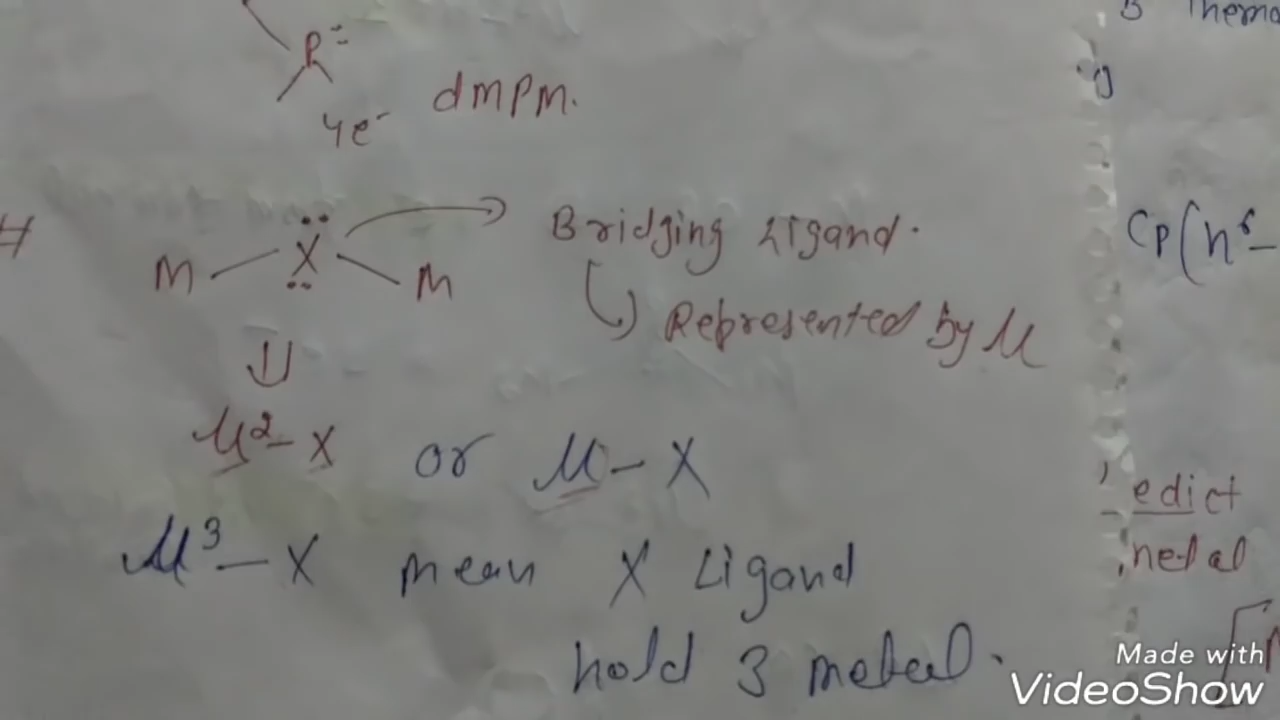 P
4e⁻ dmpm.
# M — X — M Bridging Ligand.
Represented by μ
μ²- X or μ - X
μ³ - X mean X Ligand
hold 3 metal.
Cp(η⁶-
edict
metal
Made with
VideoShow